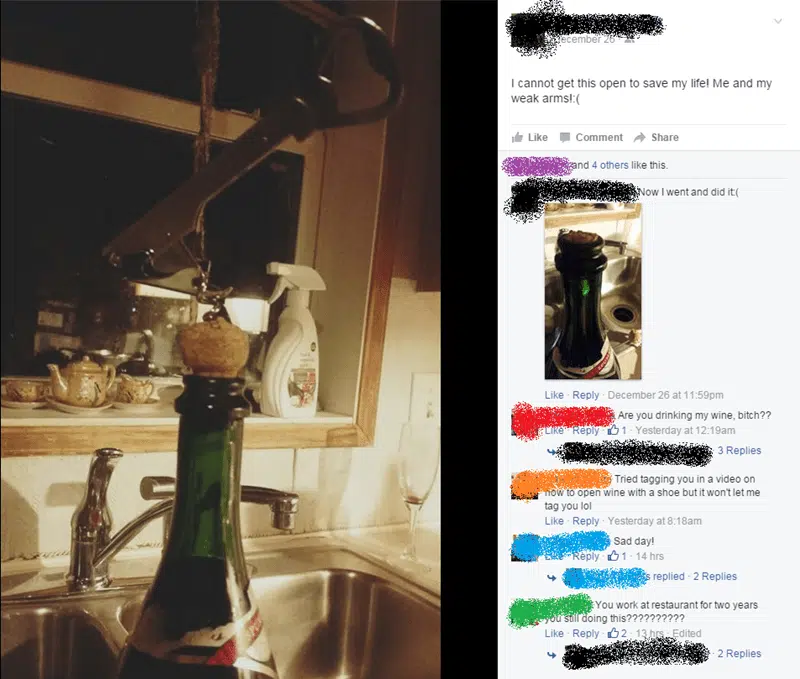 December 26
I cannot get this open to save my life! Me and my
weak arms!:(
Like Comment Share
and 4 others like this.
Now I went and did it:(
Like · Reply · December 26 at 11:59pm
Are you drinking my wine, bitch??
Like · Reply · 1 · Yesterday at 12:19am
3 Replies
Tried tagging you in a video on
how to open wine with a shoe but it won't let me
tag you lol
Like · Reply · Yesterday at 8:18am
Sad day!
Like · Reply · 1 · 14 hrs
s replied · 2 Replies
You work at restaurant for two years
you still doing this??????????
Like · Reply · 2 · 13 hrs · Edited
2 Replies